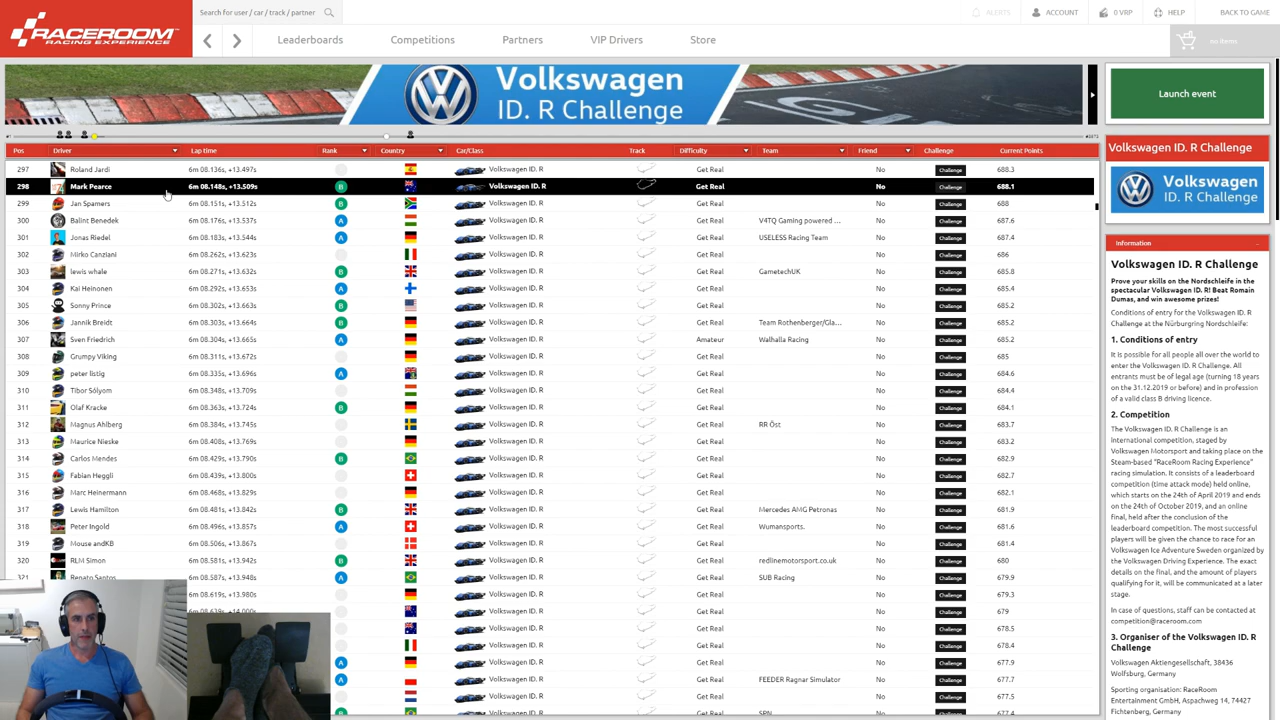 RACEROOM
RACING EXPERIENCE
Search for user / car / track / partner
ALERTS ACCOUNT 0 VRP HELP BACK TO GAME
Leaderboards Competitions Partners VIP Drivers Store no items
Volkswagen
ID. R Challenge
Launch event
Pos Driver Lap time Rank Country Car/Class Track Difficulty Team Friend Challenge Current Points
297 Roland Jardi 6m 08.136s, +13.497s Volkswagen ID. R Get Real No Challenge 688.3
298 Mark Pearce 6m 08.148s, +13.509s B Volkswagen ID. R Get Real No Challenge 688.1
299 Jan Spamers 6m 08.151s, +13.512s B Volkswagen ID. R Get Real No Challenge 688
300 Balint Benedek 6m 08.176s, +13.537s A Volkswagen ID. R Get Real V4TQ Gaming powered ... No Challenge 687.6
301 Jonas Riedel 6m 08.183s, +13.544s A Volkswagen ID. R Get Real USELESS Racing Team No Challenge 687.4
302 Mirko Canziani 6m 08.262s, +13.623s Volkswagen ID. R Get Real No Challenge 686
303 lewis whale 6m 08.271s, +13.632s B Volkswagen ID. R Get Real GametechUK No Challenge 685.8
304 Kai Heinonen 6m 08.292s, +13.653s A Volkswagen ID. R Get Real No Challenge 685.4
305 Sonny Prince 6m 08.302s, +13.663s B Volkswagen ID. R Get Real No Challenge 685.2
306 Jannik Breidt 6m 08.303s, +13.664s B Volkswagen ID. R Get Real Team Rothenberger/Gla... No Challenge 685.2
307 Sven Friedrich 6m 08.304s, +13.665s A Volkswagen ID. R Amateur Walhalla Racing No Challenge 685.2
308 Grumpy Viking 6m 08.311s, +13.672s Volkswagen ID. R Get Real No Challenge 685
309 peter listig 6m 08.335s, +13.696s A Volkswagen ID. R Get Real No Challenge 684.6
310 Tibor Sólyom 6m 08.348s, +13.709s Volkswagen ID. R Get Real No Challenge 684.4
311 Olaf Kracke 6m 08.363s, +13.724s B Volkswagen ID. R Get Real No Challenge 684.1
312 Magnus Ahlberg 6m 08.384s, +13.745s Volkswagen ID. R Get Real RR Öst No Challenge 683.7
313 Maurice Nieske 6m 08.408s, +13.769s Volkswagen ID. R Get Real No Challenge 683.2
314 Carlos Mendes 6m 08.429s, +13.790s B Volkswagen ID. R Get Real No Challenge 682.9
315 Fabian Heggli 6m 08.439s, +13.800s Volkswagen ID. R Get Real No Challenge 682.7
316 Marc Heinermann 6m 08.468s, +13.829s Volkswagen ID. R Get Real No Challenge 682.1
317 Lewis Hamilton 6m 08.481s, +13.842s B Volkswagen ID. R Get Real Mercedes AMG Petronas No Challenge 681.9
318 Peter Ingold 6m 08.496s, +13.857s A Volkswagen ID. R Get Real Wumansports. No Challenge 681.6
319 Mouse andKB 6m 08.506s, +13.867s Volkswagen ID. R Get Real No Challenge 681.4
320 RLM Simon 6m 08.581s, +13.942s B Volkswagen ID. R Get Real redlinemotorsport.co.uk No Challenge 680
321 Renato Santos 6m 08.587s, +13.948s A Volkswagen ID. R Get Real SUB Racing No Challenge 679.9
6m 08.619s, +13.980s Volkswagen ID. R Get Real No Challenge 679.3
6m 08.639s, +14.000s Volkswagen ID. R Get Real No Challenge 679
Volkswagen ID. R Get Real No Challenge 678.5
Volkswagen ID. R Get Real No Challenge 678.5
A Volkswagen ID. R Get Real No Challenge 677.9
A Volkswagen ID. R Get Real FEEDER Ragnar Simulator No Challenge 677.7
Volkswagen ID. R Get Real No Challenge 677.5
B Volkswagen ID. R Get Real SPN No Challenge 677.4
Volkswagen ID. R Challenge
Volkswagen
ID. R Challenge
Information
Volkswagen ID. R Challenge
Prove your skills on the Nordschleife in the
spectacular Volkswagen ID. R! Beat Romain
Dumas, and win awesome prizes!
Conditions of entry for the Volkswagen ID. R
Challenge at the Nürburgring Nordschleife:
1. Conditions of entry
It is possible for all people all over the world to
enter the Volkswagen ID. R Challenge. All
entrants must be of legal age (turning 18 years
on the 31.12.2019 or before) and in profession
of a valid class B driving licence.
2. Competition
The Volkswagen ID. R Challenge is an
International competition, staged by
Volkswagen Motorsport and taking place on the
Steam-based "RaceRoom Racing Experience"
racing simulation. It consists of a leaderboard
competition (time attack mode) held online,
which starts on the 24th of April 2019 and ends
on the 24th of October 2019, and an online
final, held after the conclusion of the
leaderboard competition. The most successful
players will be given the chance to race for an
Volkswagen Ice Adventure Sweden organized by
the Volkswagen Driving Experience. The exact
details on the final, and the amount of players
qualifying for it, will be communicated at a later
stage.
In case of questions, staff can be contacted at
competition@raceroom.com
3. Organiser of the Volkswagen ID. R
Challenge
Volkswagen Aktiengesellschaft, 38436
Wolfsburg, Germany
Sporting organisation: RaceRoom
Entertainment GmbH, Aspachweg 14, 74427
Fichtenberg, Germany